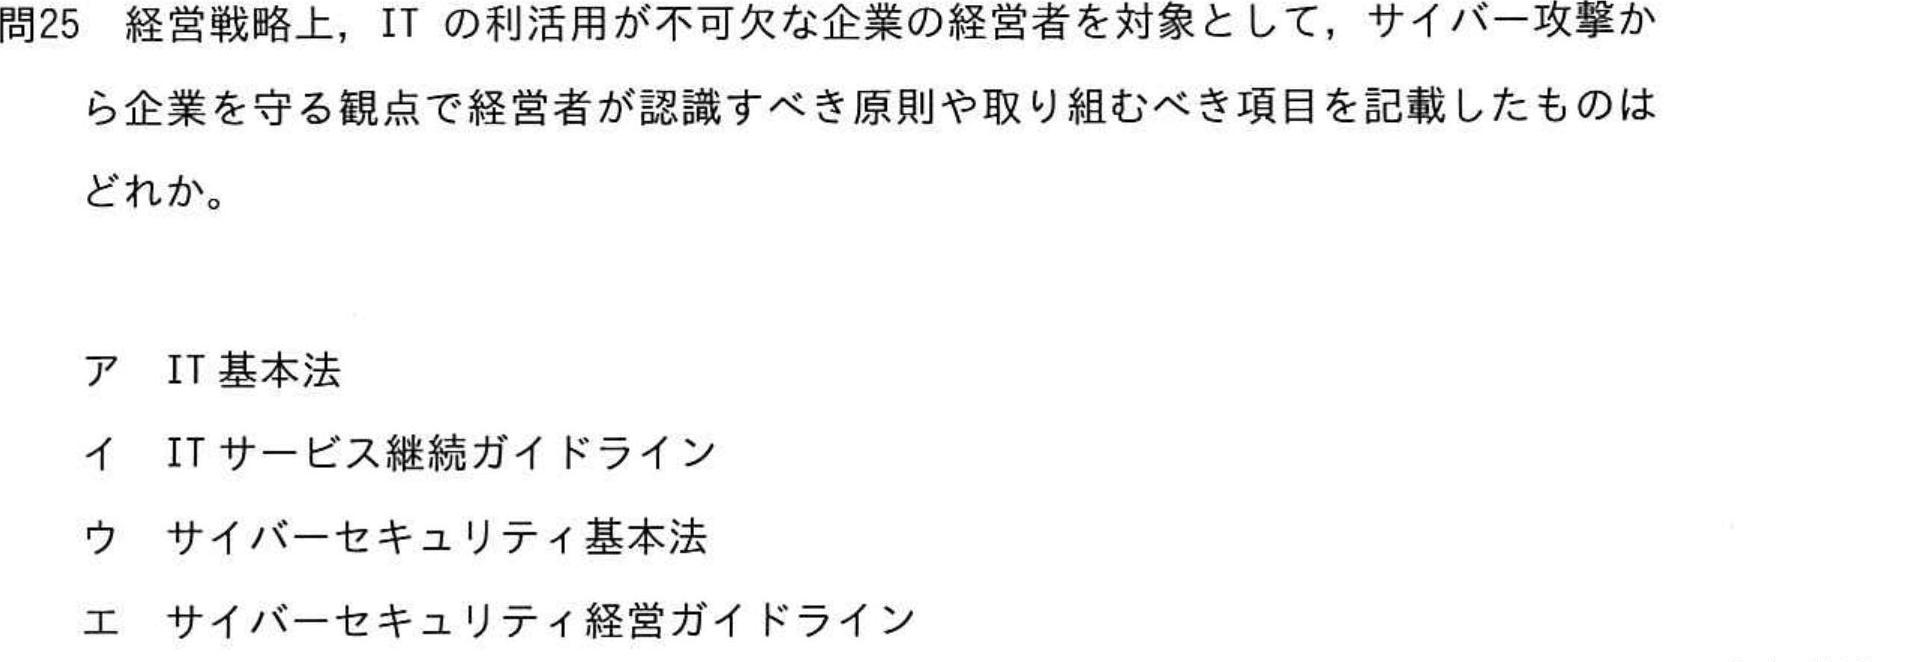 問25 経営戦略上，IT の利活用が不可欠な企業の経営者を対象として，サイバー攻撃か
ら企業を守る観点で経営者が認識すべき原則や取り組むべき項目を記載したものは
どれか。
ア IT 基本法
イ IT サービス継続ガイドライン
ウ サイバーセキュリティ基本法
エ サイバーセキュリティ経営ガイドライン